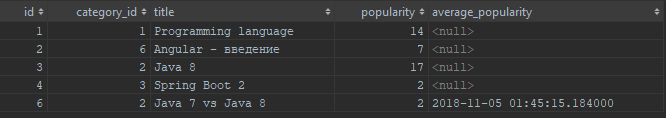 id category_id title popularity average_popularity
1 1 Programming language 14 <null>
2 6 Angular - введение 7 <null>
3 2 Java 8 17 <null>
4 3 Spring Boot 2 2 <null>
6 2 Java 7 vs Java 8 2 2018-11-05 01:45:15.184000